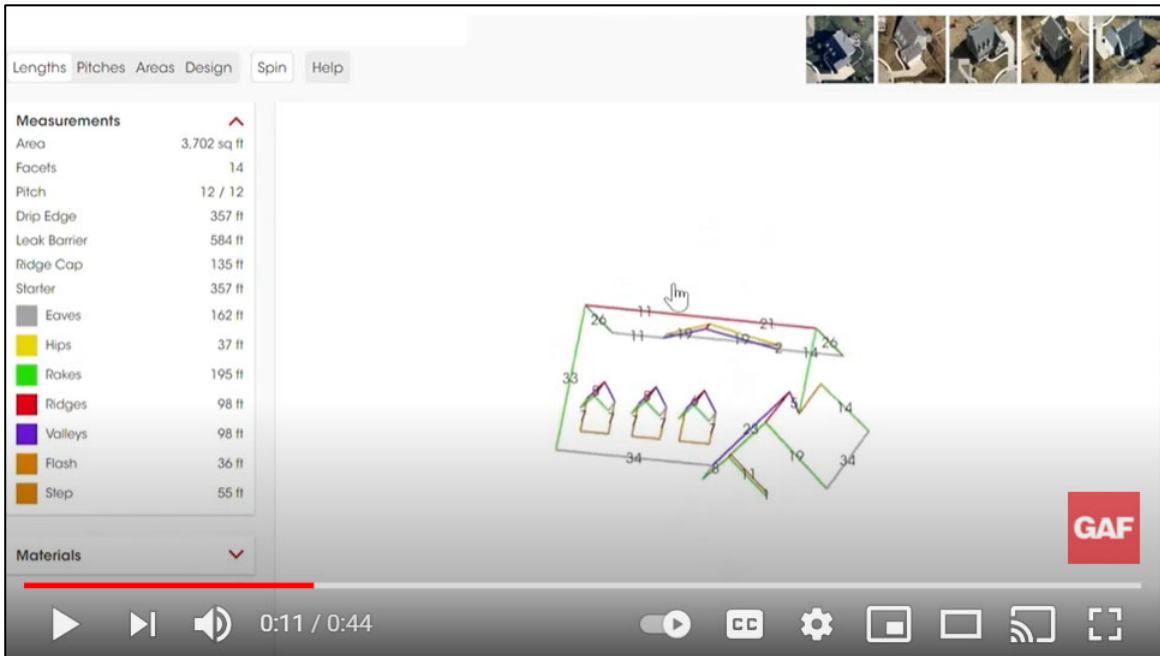 Lengths Pitches Areas Design Spin Help
Measurements
Area 3,702 sq ft
Facets 14
Pitch 12 / 12
Drip Edge 357 ft
Leak Barrier 584 ft
Ridge Cap 135 ft
Starter 357 ft
Eaves 162 ft
Hips 37 ft
Rakes 195 ft
Ridges 98 ft
Valleys 98 ft
Flash 36 ft
Step 55 ft
Materials
11
21
26
11
19
19
2
14
26
33
5
14
23
34
8
11
19
34
GAF
0:11 / 0:44
CC